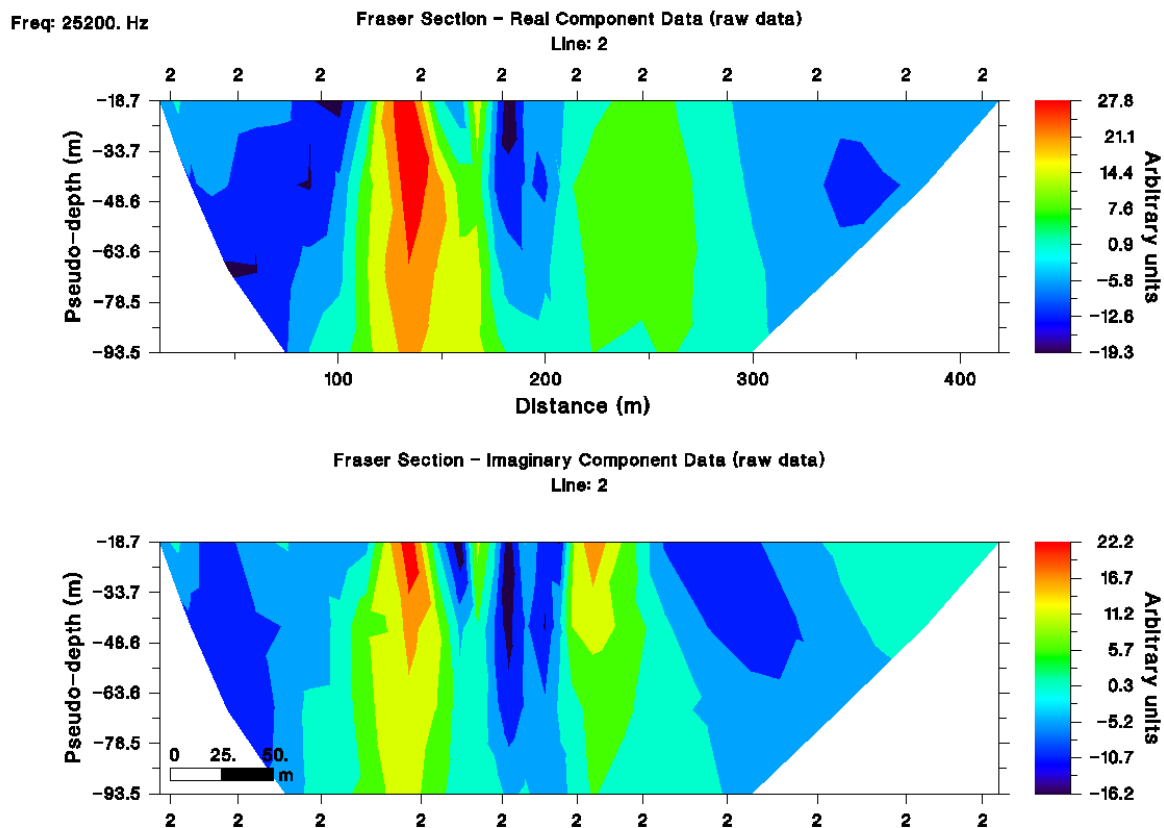 Freq: 25200. Hz
Fraser Section - Real Component Data (raw data)
Line: 2
2 2 2 2 2 2 2 2 2 2 2
-18.7
-33.7
-48.6
-63.6
-78.5
-93.5
Pseudo-depth (m)
100 200 300 400
Distance (m)
27.8
21.1
14.4
7.6
0.9
-5.8
-12.6
-19.3
Arbitrary units
Fraser Section - Imaginary Component Data (raw data)
Line: 2
-18.7
-33.7
-48.6
-63.6
-78.5
-93.5
Pseudo-depth (m)
0 25. 50.
m
2 2 2 2 2 2 2 2 2 2 2
22.2
16.7
11.2
5.7
0.3
-5.2
-10.7
-16.2
Arbitrary units